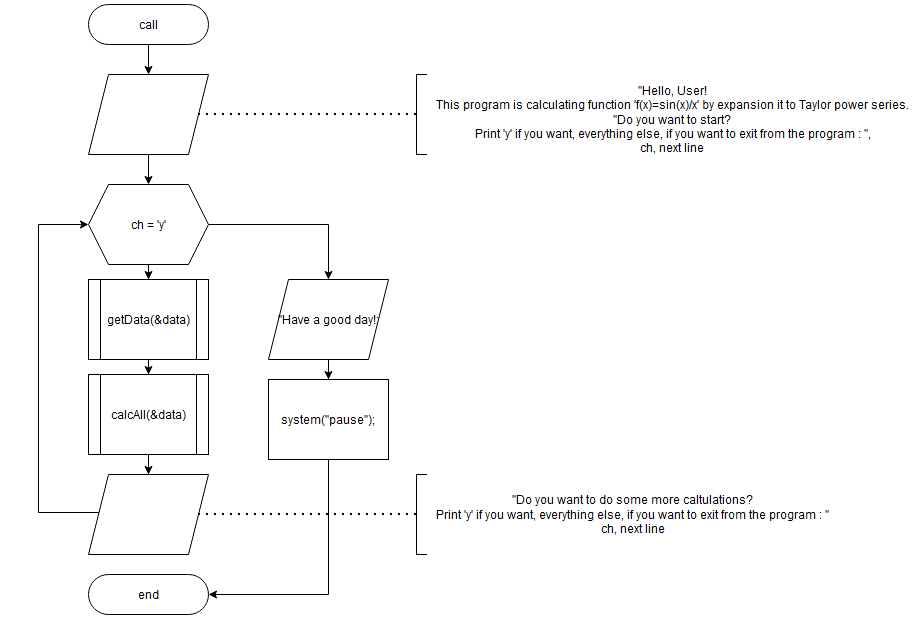 call
"Hello, User!
This program is calculating function 'f(x)=sin(x)/x' by expansion it to Taylor power series.
"Do you want to start?
Print 'y' if you want, everything else, if you want to exit from the program : ",
ch, next line
ch = 'y'
getData(&data)
"Have a good day!;
calcAll(&data)
system("pause");
"Do you want to do some more caltulations?
Print 'y' if you want, everything else, if you want to exit from the program : "
ch, next line
end